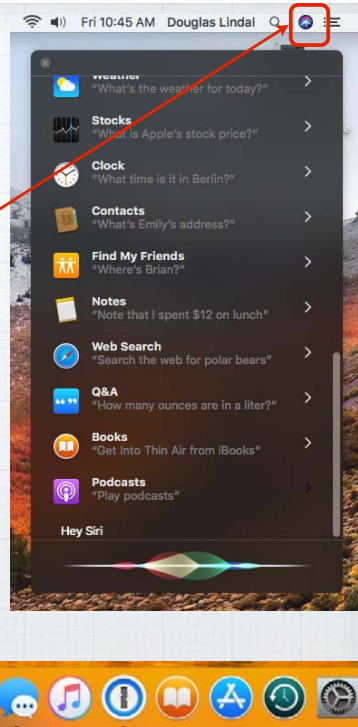 Fri 10:45 AM Douglas Lindal
Weather
"What's the weather for today?"
Stocks
"What is Apple's stock price?"
Clock
"What time is it in Berlin?"
Contacts
"What's Emily's address?"
Find My Friends
"Where's Brian?"
Notes
"Note that I spent $12 on lunch"
Web Search
"Search the web for polar bears"
Q&A
"How many ounces are in a liter?"
Books
"Get Into Thin Air from iBooks"
Podcasts
"Play podcasts"
Hey Siri